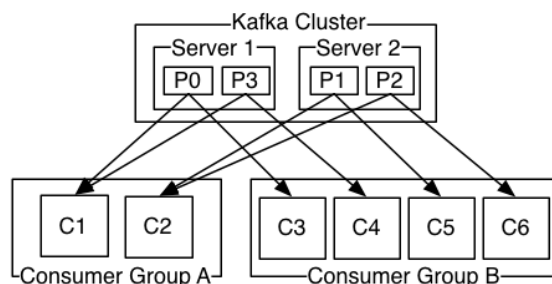 Kafka Cluster
Server 1 Server 2
P0 P3 P1 P2
C1 C2 C3 C4 C5 C6
Consumer Group A Consumer Group B